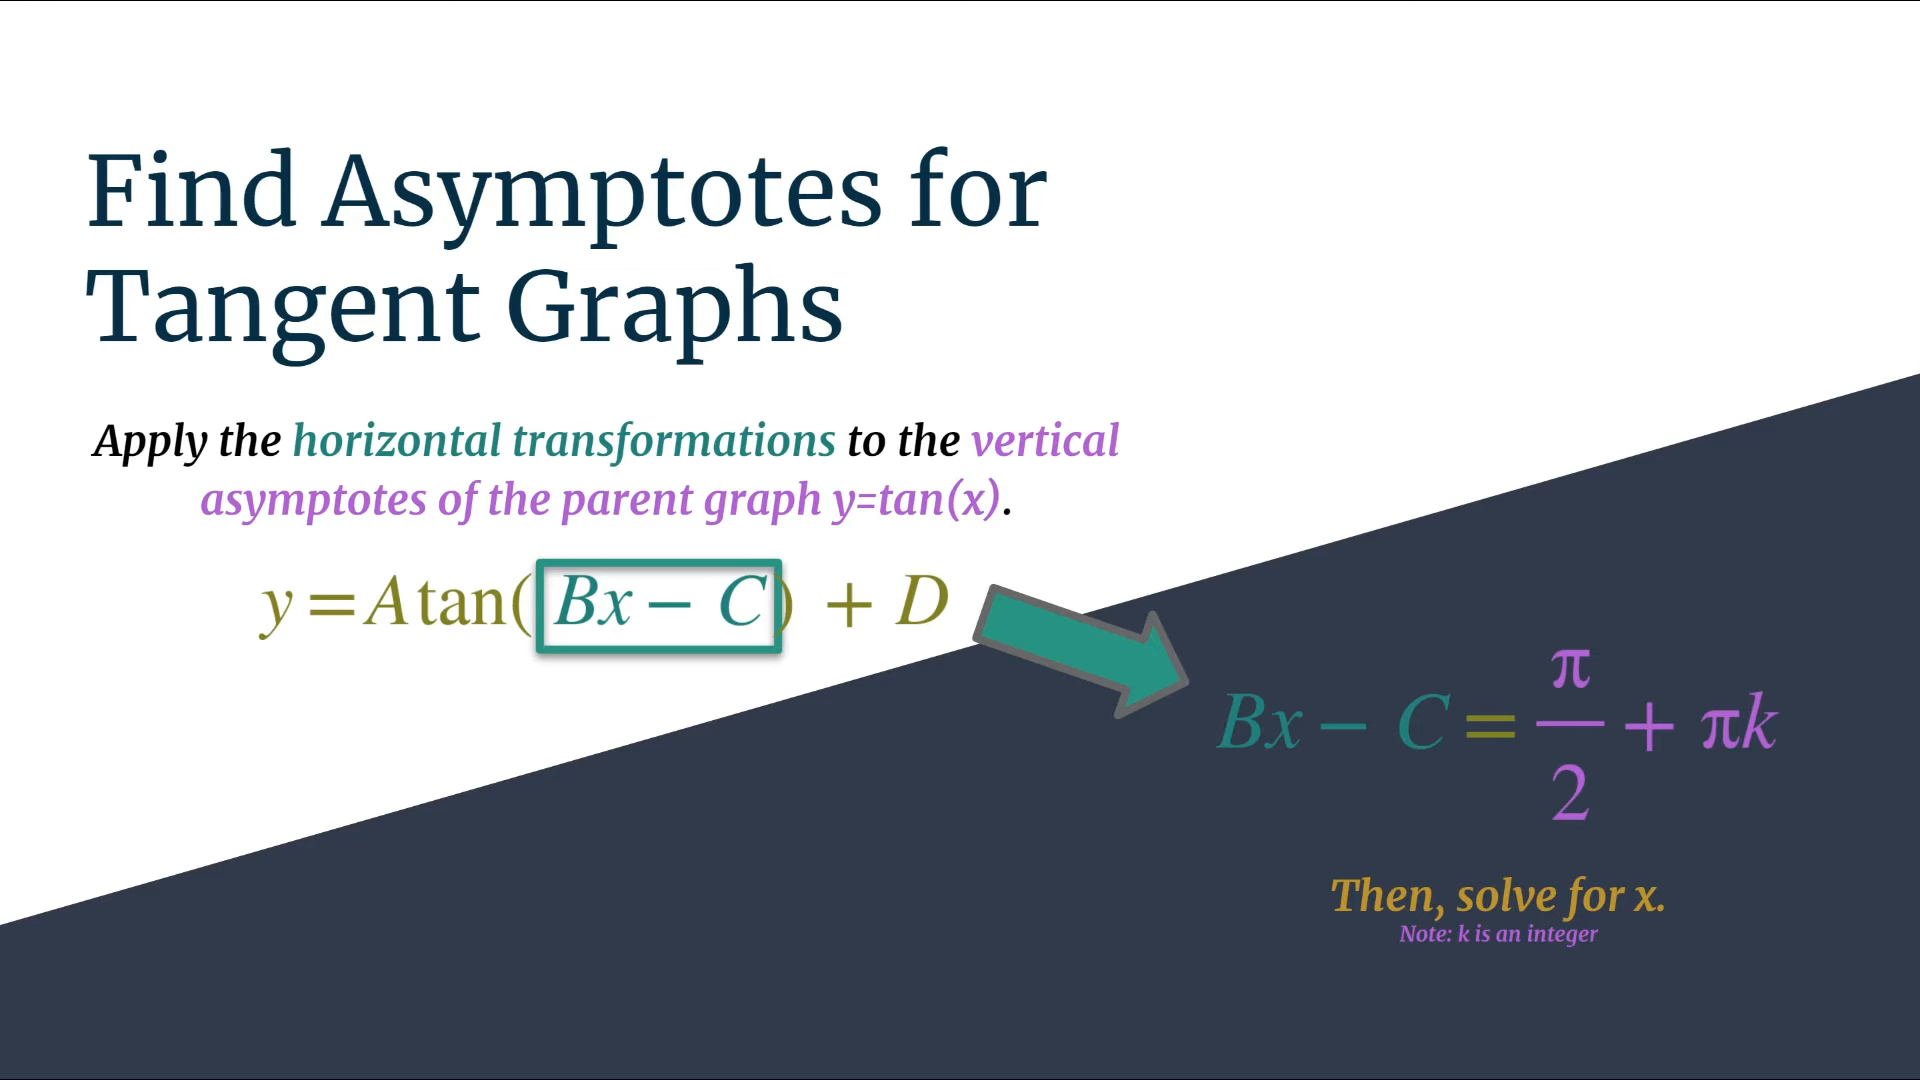 Find Asymptotes for
Tangent Graphs
Apply the horizontal transformations to the vertical
asymptotes of the parent graph y=tan(x).
y = A tan( Bx − C ) + D
Bx − C = π/2 + πk
Then, solve for x.
Note: k is an integer